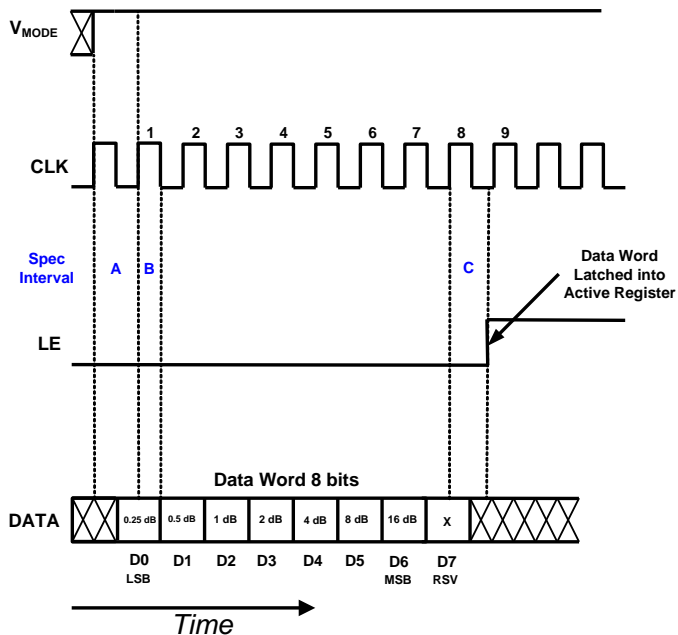 VMODE
1 2 3 4 5 6 7 8 9
CLK
Spec
Interval
A B C
Data Word
Latched into
Active Register
LE
Data Word 8 bits
DATA
0.25 dB 0.5 dB 1 dB 2 dB 4 dB 8 dB 16 dB X
D0 D1 D2 D3 D4 D5 D6 D7
LSB MSB RSV
Time